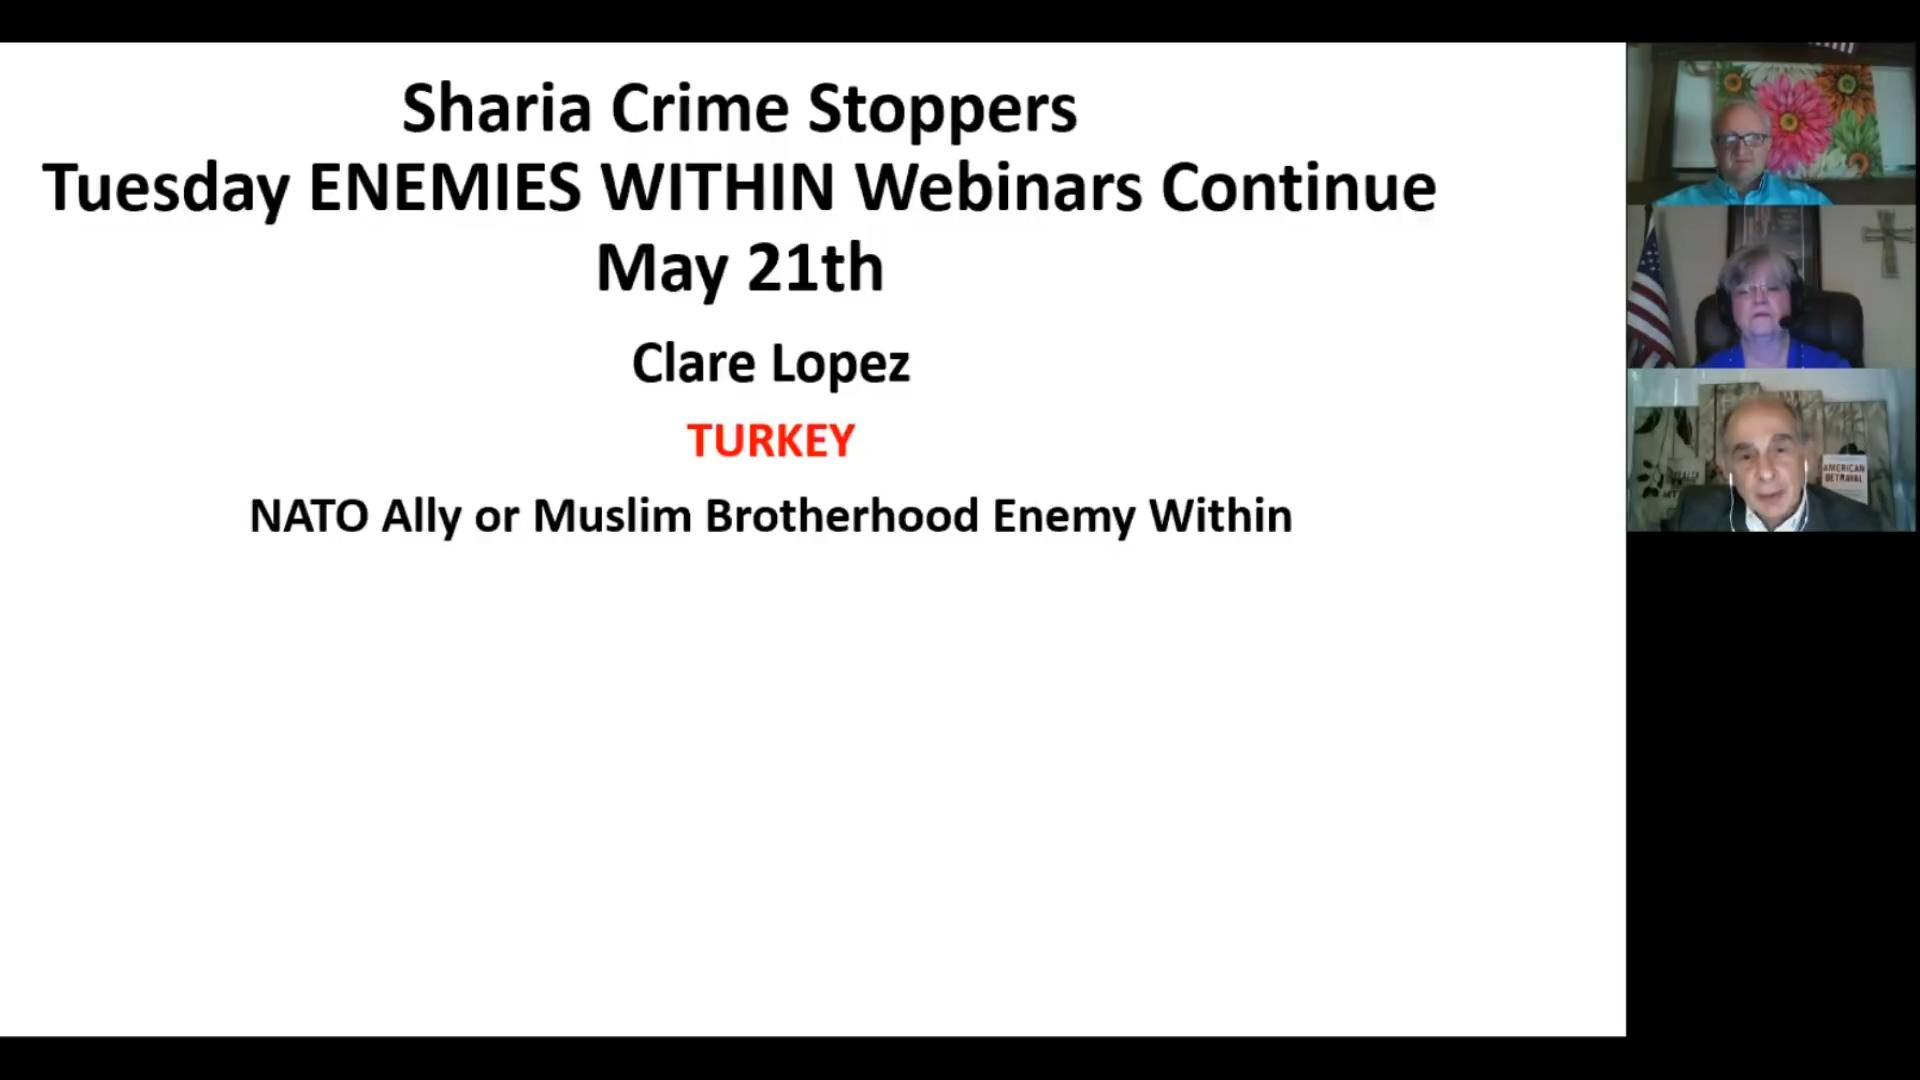 Sharia Crime Stoppers
Tuesday ENEMIES WITHIN Webinars Continue
May 21th
Clare Lopez
TURKEY
NATO Ally or Muslim Brotherhood Enemy Within
AMERICAN
BETRAYAL